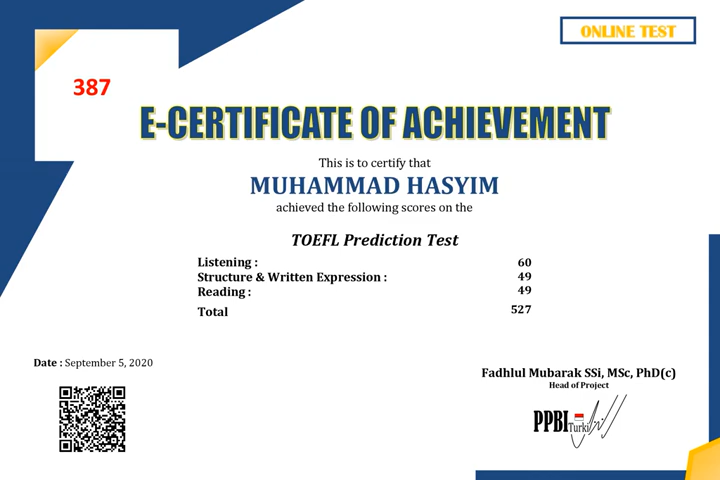 ONLINE TEST
387
E-CERTIFICATE OF ACHIEVEMENT
This is to certify that
MUHAMMAD HASYIM
achieved the following scores on the
TOEFL Prediction Test
Listening : 60
Structure & Written Expression : 49
Reading : 49
Total 527
Date : September 5, 2020
Fadhlul Mubarak SSi, MSc, PhD(c)
Head of Project
PPBI Turki